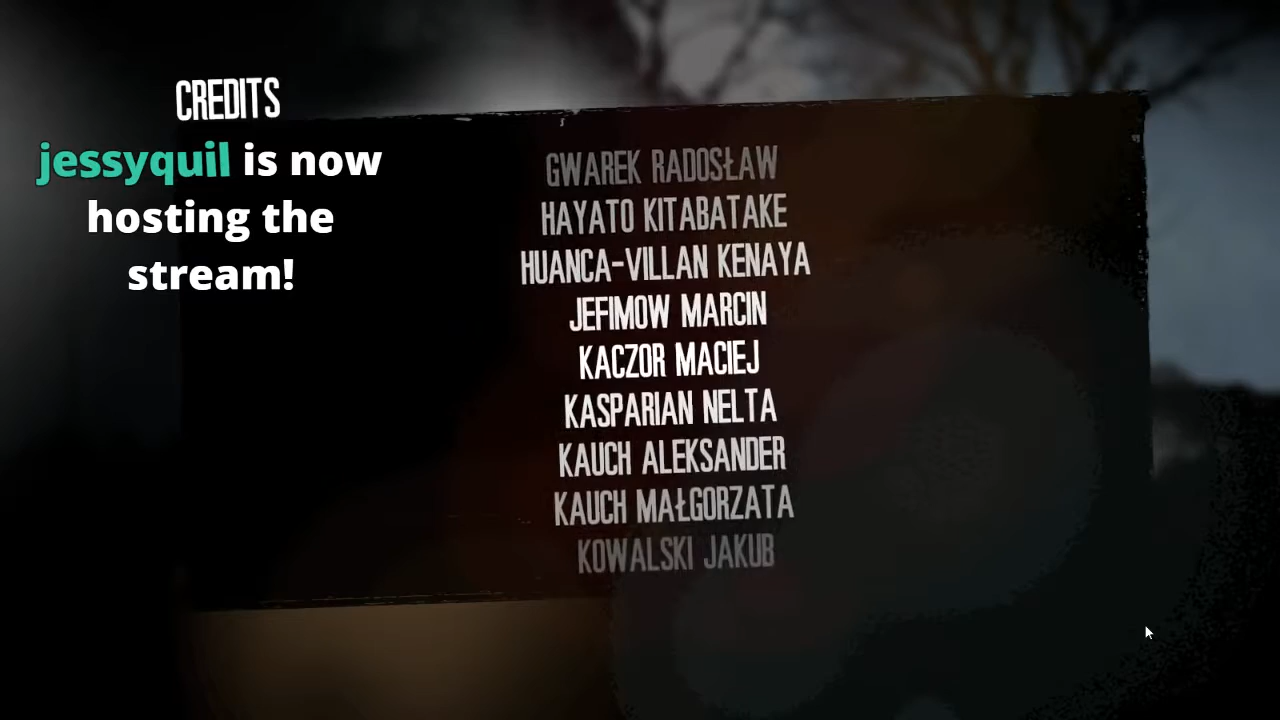 CREDITS
jessyquil is now
hosting the
stream!
GWAREK RADOSŁAW
HAYATO KITABATAKE
HUANCA-VILLAN KENAYA
JEFIMOW MARCIN
KACZOR MACIEJ
KASPARIAN NELTA
KAUCH ALEKSANDER
KAUCH MAŁGORZATA
KOWALSKI JAKUB